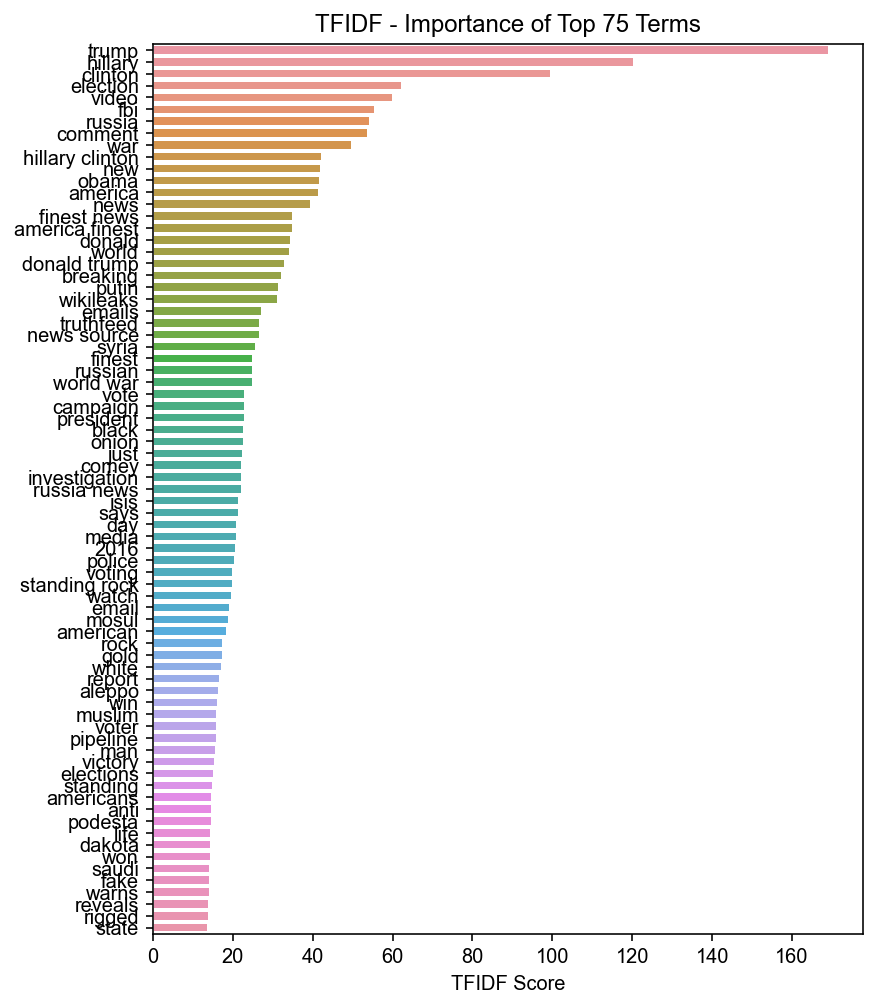 TFIDF - Importance of Top 75 Terms
trump
hillary
clinton
election
video
fbi
russia
comment
war
hillary clinton
new
obama
america
news
finest news
america finest
donald
world
donald trump
breaking
putin
wikileaks
emails
truthfeed
news source
syria
finest
russian
world war
vote
campaign
president
black
onion
just
comey
investigation
russia news
isis
says
day
media
2016
police
voting
standing rock
watch
email
mosul
american
rock
gold
white
report
aleppo
win
muslim
voter
pipeline
man
victory
elections
standing
americans
anti
podesta
life
dakota
won
saudi
fake
warns
reveals
rigged
state
0 20 40 60 80 100 120 140 160
TFIDF Score